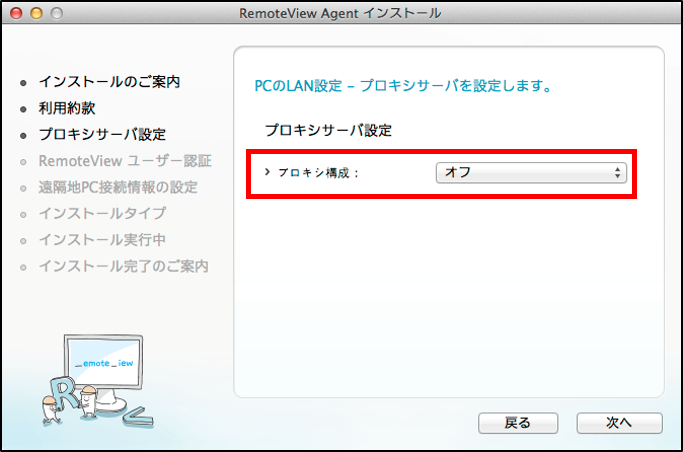 RemoteView Agent インストール
インストールのご案内
利用約款
プロキシサーバ設定
RemoteView ユーザー認証
遠隔地PC接続情報の設定
インストールタイプ
インストール実行中
インストール完了のご案内
PCのLAN設定 – プロキシサーバを設定します。
プロキシサーバ設定
プロキシ構成 :
オフ
_emote_iew
R
V
戻る
次へ